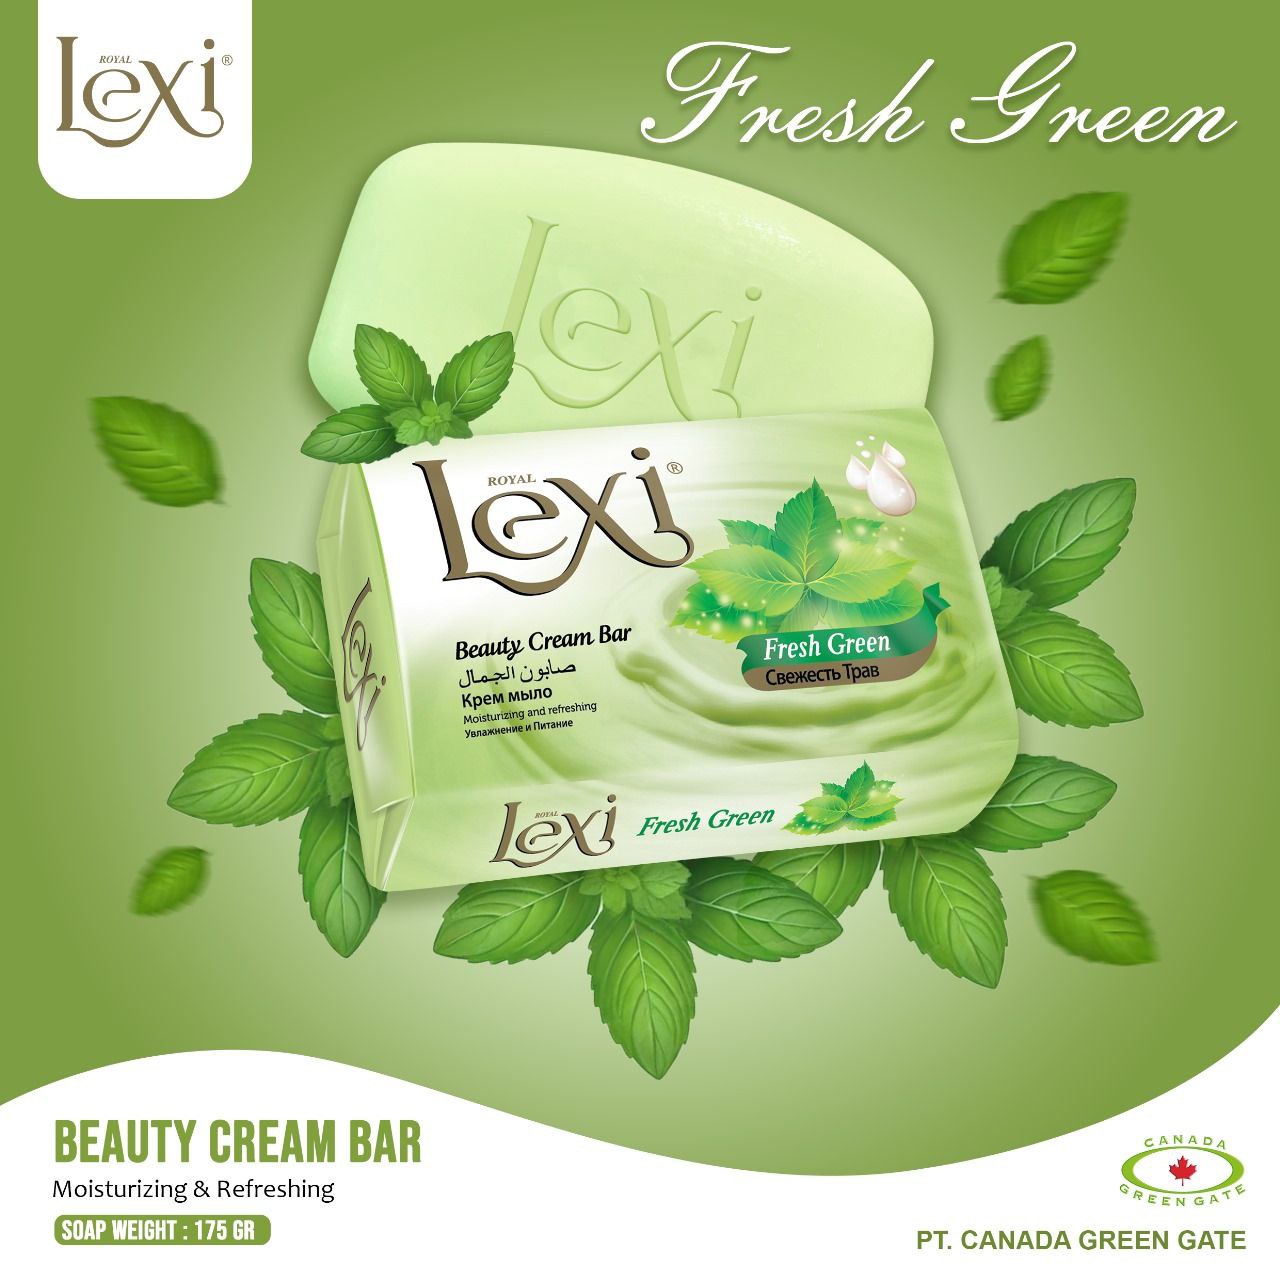 ROYAL
Lexi®
Fresh Green
Lexi
ROYAL
Lexi®
Beauty Cream Bar
صابون الجمال
Крем мыло
Moisturizing and refreshing
Увлажнение и Питание
Fresh Green
Свежесть Трав
Lexi
ROYAL
Lexi
Fresh Green
BEAUTY CREAM BAR
Moisturizing & Refreshing
SOAP WEIGHT : 175 GR
CANADA
GREEN GATE
PT. CANADA GREEN GATE